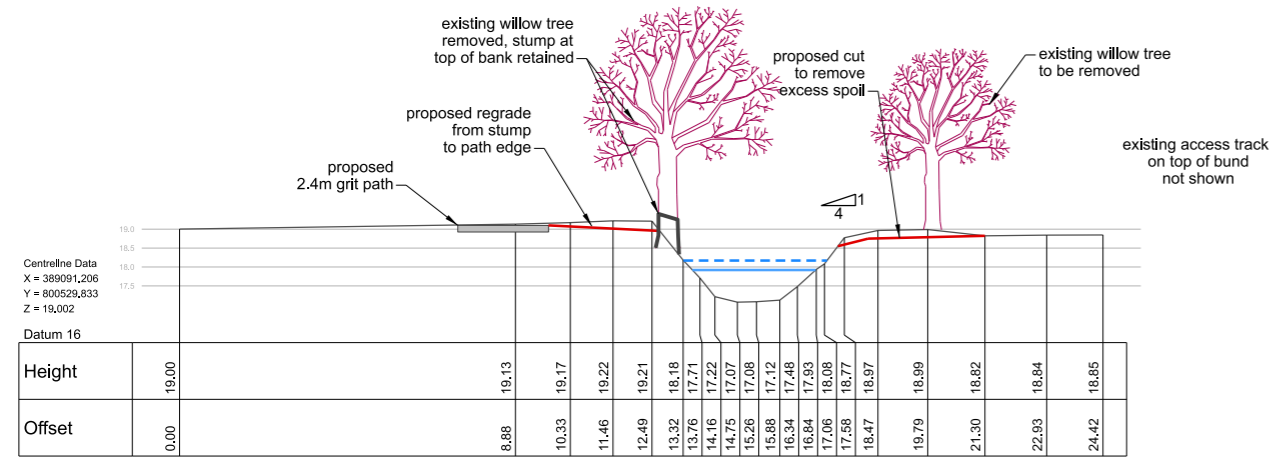 existing willow tree
removed, stump at
top of bank retained
proposed cut
to remove
excess spoil
existing willow tree
to be removed
proposed regrade
from stump
to path edge
existing access track
on top of bund
not shown
proposed
2.4m grit path
1
4
19.0
18.5
18.0
17.5
Centreline Data
X = 389091.206
Y = 800529.833
Z = 19.002
Datum 16
Height
19.00
19.13
19.17
19.22
19.21
18.18
17.71
17.22
17.07
17.08
17.12
17.48
17.93
18.08
18.77
18.97
18.99
18.82
18.84
18.85
Offset
0.00
8.88
10.33
11.46
12.49
13.32
13.76
14.16
14.75
15.26
15.88
16.34
16.84
17.06
17.58
18.47
19.79
21.30
22.93
24.42